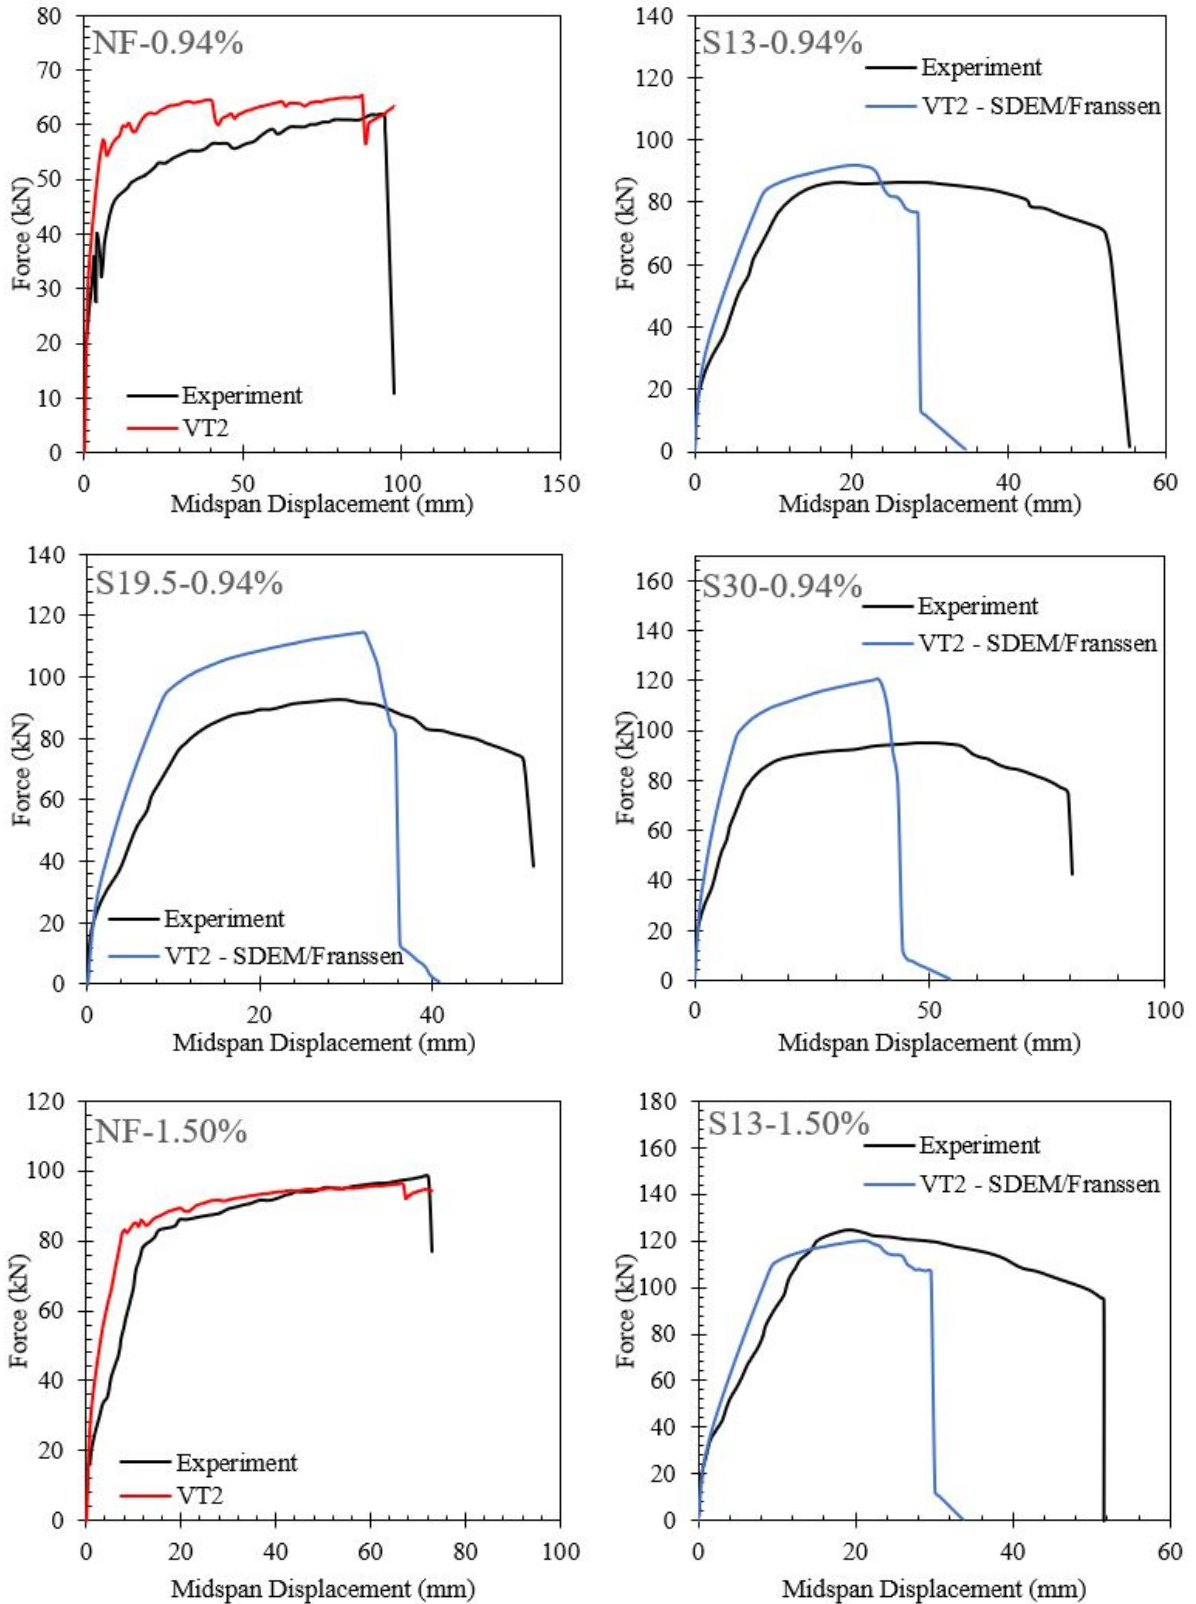 NF-0.94%
80
70
60
50
40
30
20
10
0
Force (kN)
Experiment
VT2
0
50
100
150
Midspan Displacement (mm)
S13-0.94%
140
120
100
80
60
40
20
0
Force (kN)
Experiment
VT2 - SDEM/Franssen
0
20
40
60
Midspan Displacement (mm)
S19.5-0.94%
140
120
100
80
60
40
20
0
Force (kN)
Experiment
VT2 - SDEM/Franssen
0
20
40
Midspan Displacement (mm)
S30-0.94%
160
140
120
100
80
60
40
20
0
Force (kN)
Experiment
VT2 - SDEM/Franssen
0
50
100
Midspan Displacement (mm)
NF-1.50%
120
100
80
60
40
20
0
Force (kN)
Experiment
VT2
0
20
40
60
80
100
Midspan Displacement (mm)
S13-1.50%
180
160
140
120
100
80
60
40
20
0
Force (kN)
Experiment
VT2 - SDEM/Franssen
0
20
40
60
Midspan Displacement (mm)